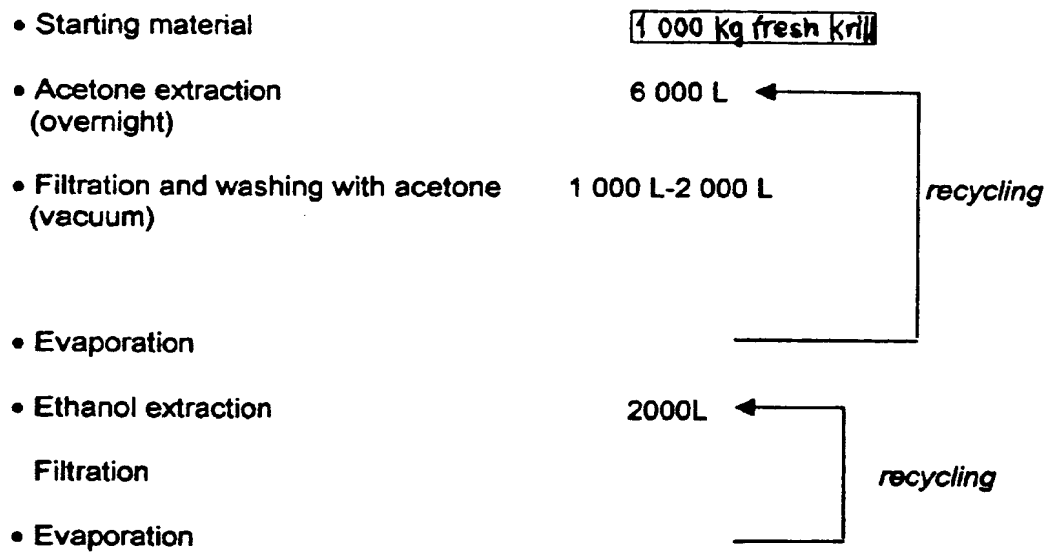 • Starting material 1 000 kg fresh krill
• Acetone extraction 6 000 L
(overnight)
• Filtration and washing with acetone 1 000 L-2 000 L recycling
(vacuum)
• Evaporation
• Ethanol extraction 2000L
Filtration recycling
• Evaporation